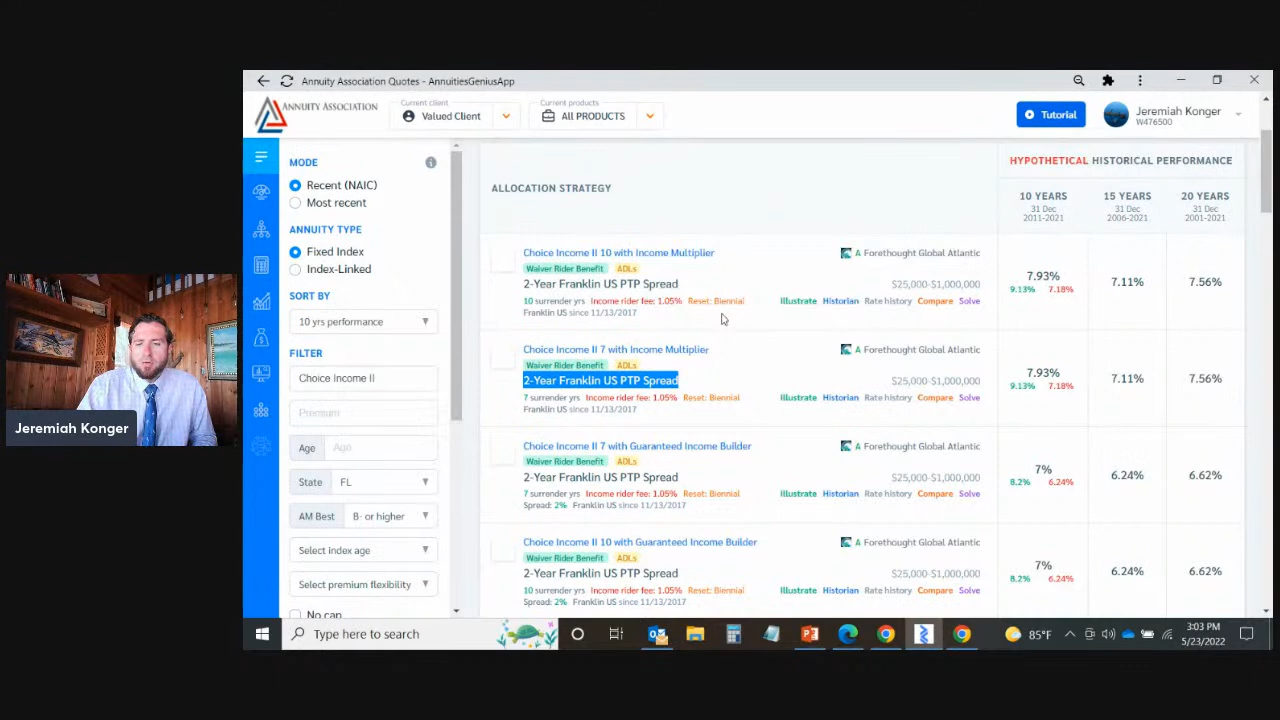 Annuity Association Quotes - AnnuitiesGeniusApp
ANNUITY ASSOCIATION
Current client
Valued Client
Current products
All PRODUCTS
Tutorial
Jeremiah Konger
W476500
MODE
Recent (NAIC)
Most recent
ANNUITY TYPE
Fixed Index
Index-Linked
SORT BY
10 yrs performance
FILTER
Choice Income II
Premium
Age Age
State FL
AM Best B- or higher
Select index age
Select premium flexibility
No cap
ALLOCATION STRATEGY
HYPOTHETICAL HISTORICAL PERFORMANCE
10 YEARS 15 YEARS 20 YEARS
31 Dec 31 Dec 31 Dec
2011-2021 2006-2021 2001-2021
Choice Income II 10 with Income Multiplier A Forethought Global Atlantic
Waiver Rider Benefit ADLs
2-Year Franklin US PTP Spread $25,000-$1,000,000
10 surrender yrs Income rider fee: 1.05% Reset: Biennial Illustrate Historian Rate history Compare Solve
Franklin US since 11/13/2017
7.93% 7.11% 7.56%
9.13% 7.18%
Choice Income II 7 with Income Multiplier A Forethought Global Atlantic
Waiver Rider Benefit ADLs
2-Year Franklin US PTP Spread $25,000-$1,000,000
7 surrender yrs Income rider fee: 1.05% Reset: Biennial Illustrate Historian Rate history Compare Solve
Franklin US since 11/13/2017
7.93% 7.11% 7.56%
9.13% 7.18%
Choice Income II 7 with Guaranteed Income Builder A Forethought Global Atlantic
Waiver Rider Benefit ADLs
2-Year Franklin US PTP Spread $25,000-$1,000,000
7 surrender yrs Income rider fee: 1.05% Reset: Biennial Illustrate Historian Rate history Compare Solve
Spread: 2% Franklin US since 11/13/2017
7% 6.24% 6.62%
8.2% 6.24%
Choice Income II 10 with Guaranteed Income Builder A Forethought Global Atlantic
Waiver Rider Benefit ADLs
2-Year Franklin US PTP Spread $25,000-$1,000,000
10 surrender yrs Income rider fee: 1.05% Reset: Biennial Illustrate Historian Rate history Compare Solve
Spread: 2% Franklin US since 11/13/2017
7% 6.24% 6.62%
8.2% 6.24%
Jeremiah Konger
Type here to search
85°F
3:03 PM
5/23/2022